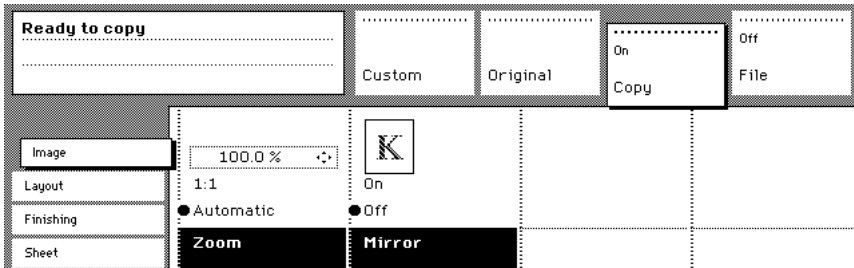 Ready to copy
Custom
Original
On
Copy
Off
File
Image
Layout
Finishing
Sheet
100.0 %
1:1
Automatic
Zoom
K
On
Off
Mirror